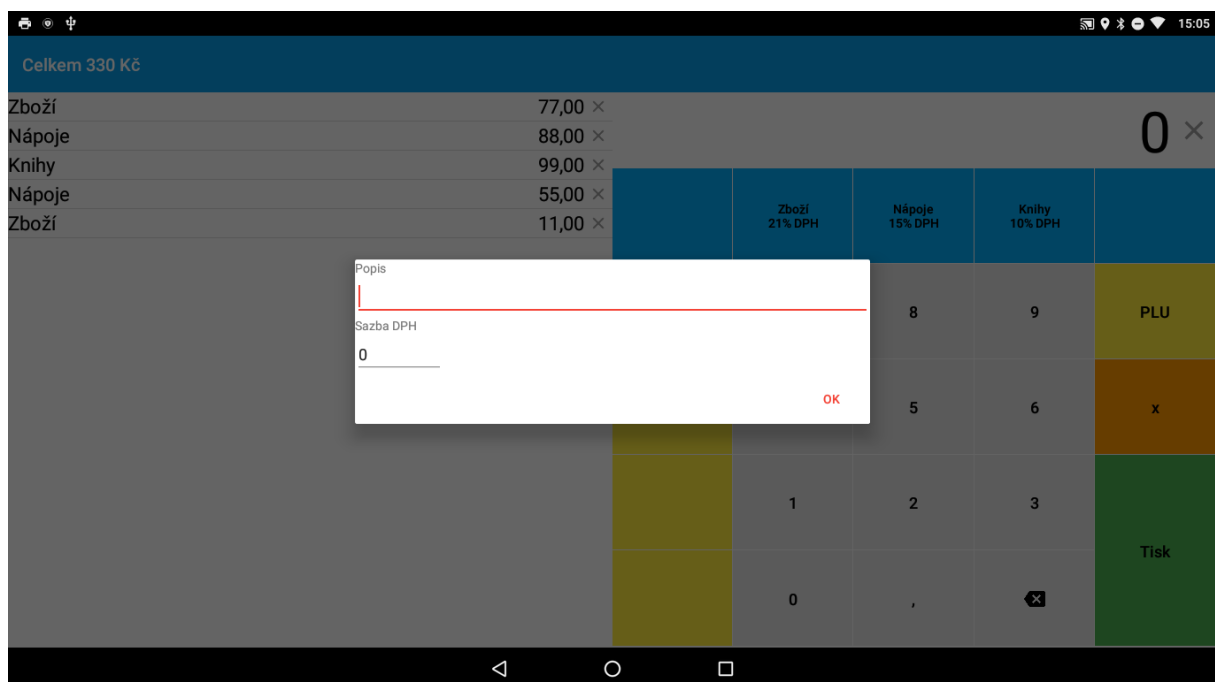 15:05
Celkem 330 Kč
Zboží 77,00 ×
Nápoje 88,00 ×
Knihy 99,00 ×
Nápoje 55,00 ×
Zboží 11,00 ×
0 ×
Zboží
21% DPH
Nápoje
15% DPH
Knihy
10% DPH
Popis
Sazba DPH
0
OK
8 9 PLU
5 6 x
1 2 3
Tisk
0 ,